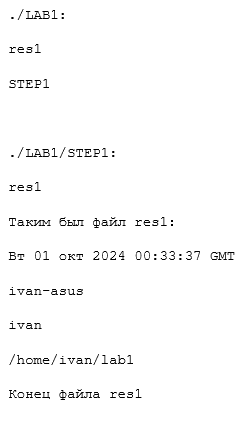 ./LAB1:
res1
STEP1
./LAB1/STEP1:
res1
Таким был файл res1:
Вт 01 окт 2024 00:33:37 GMT
ivan-asus
ivan
/home/ivan/lab1
Конец файла res1